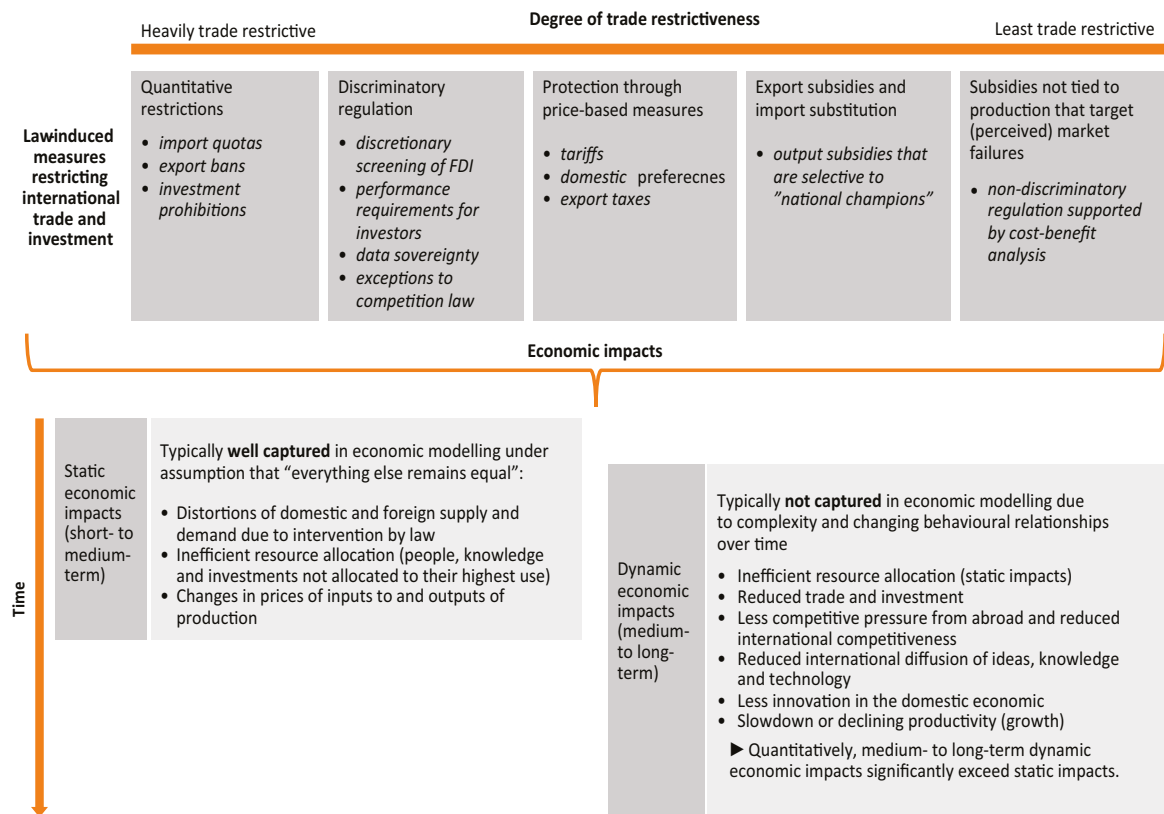 Degree of trade restrictiveness
Heavily trade restrictive
Least trade restrictive
Law-induced
measures
restricting
international
trade and
investment
Quantitative
restrictions
• import quotas
• export bans
• investment
prohibitions
Discriminatory
regulation
• discretionary
screening of FDI
• performance
requirements for
investors
• data sovereignty
• exceptions to
competition law
Protection through
price-based measures
• tariffs
• domestic preferecnes
• export taxes
Export subsidies and
import substitution
• output subsidies that
are selective to
”national champions”
Subsidies not tied to
production that target
(perceived) market
failures
• non-discriminatory
regulation supported
by cost-benefit
analysis
Economic impacts
Time
Static
economic
impacts
(short- to
medium-
term)
Typically well captured in economic modelling under
assumption that “everything else remains equal”:
• Distortions of domestic and foreign supply and
demand due to intervention by law
• Inefficient resource allocation (people, knowledge
and investments not allocated to their highest use)
• Changes in prices of inputs to and outputs of
production
Dynamic
economic
impacts
(medium-
to long-
term)
Typically not captured in economic modelling due
to complexity and changing behavioural relationships
over time
• Inefficient resource allocation (static impacts)
• Reduced trade and investment
• Less competitive pressure from abroad and reduced
international competitiveness
• Reduced international diffusion of ideas, knowledge
and technology
• Less innovation in the domestic economic
• Slowdown or declining productivity (growth)
▶ Quantitatively, medium- to long-term dynamic
economic impacts significantly exceed static impacts.